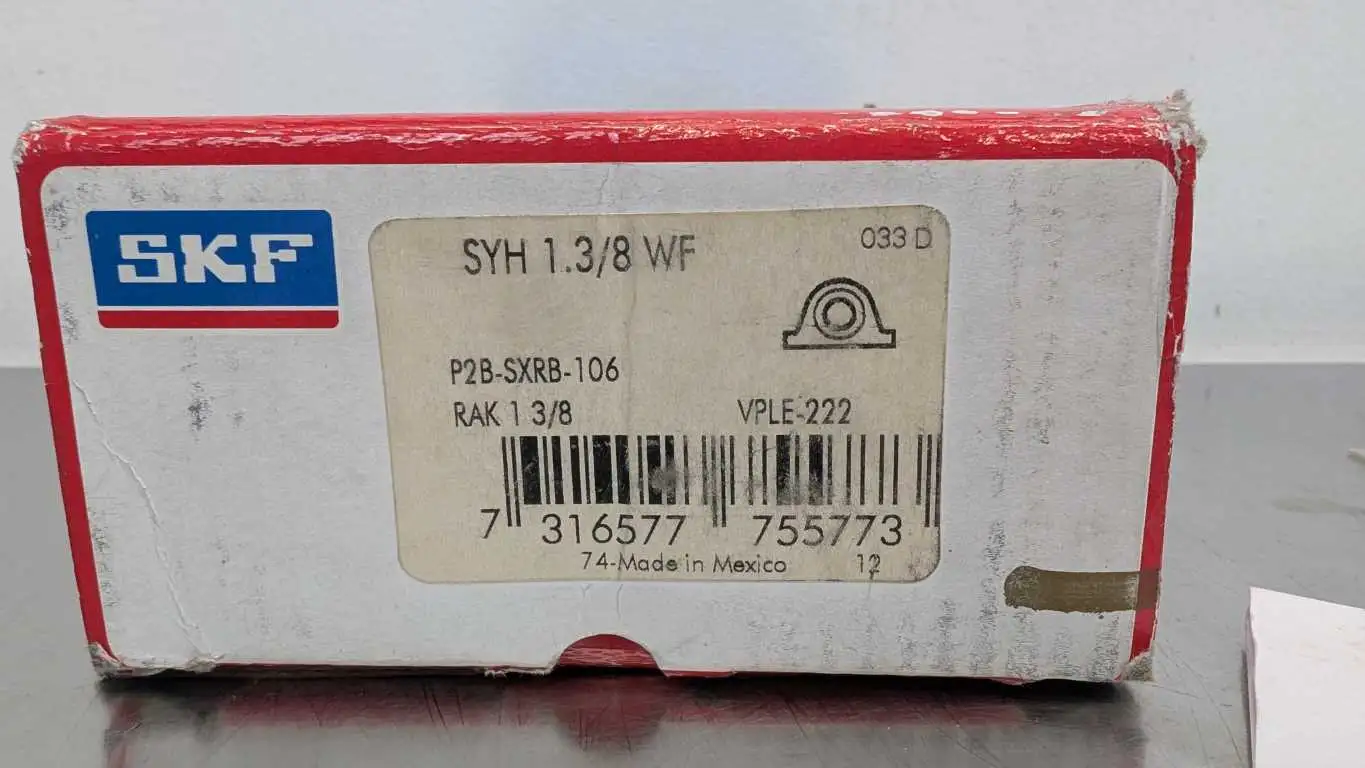 SKF
SYH 1.3/8 WF
033 D
P2B-SXRB-106
RAK 1 3/8 VPLE-222
7 316577 755773
74-Made in Mexico 12